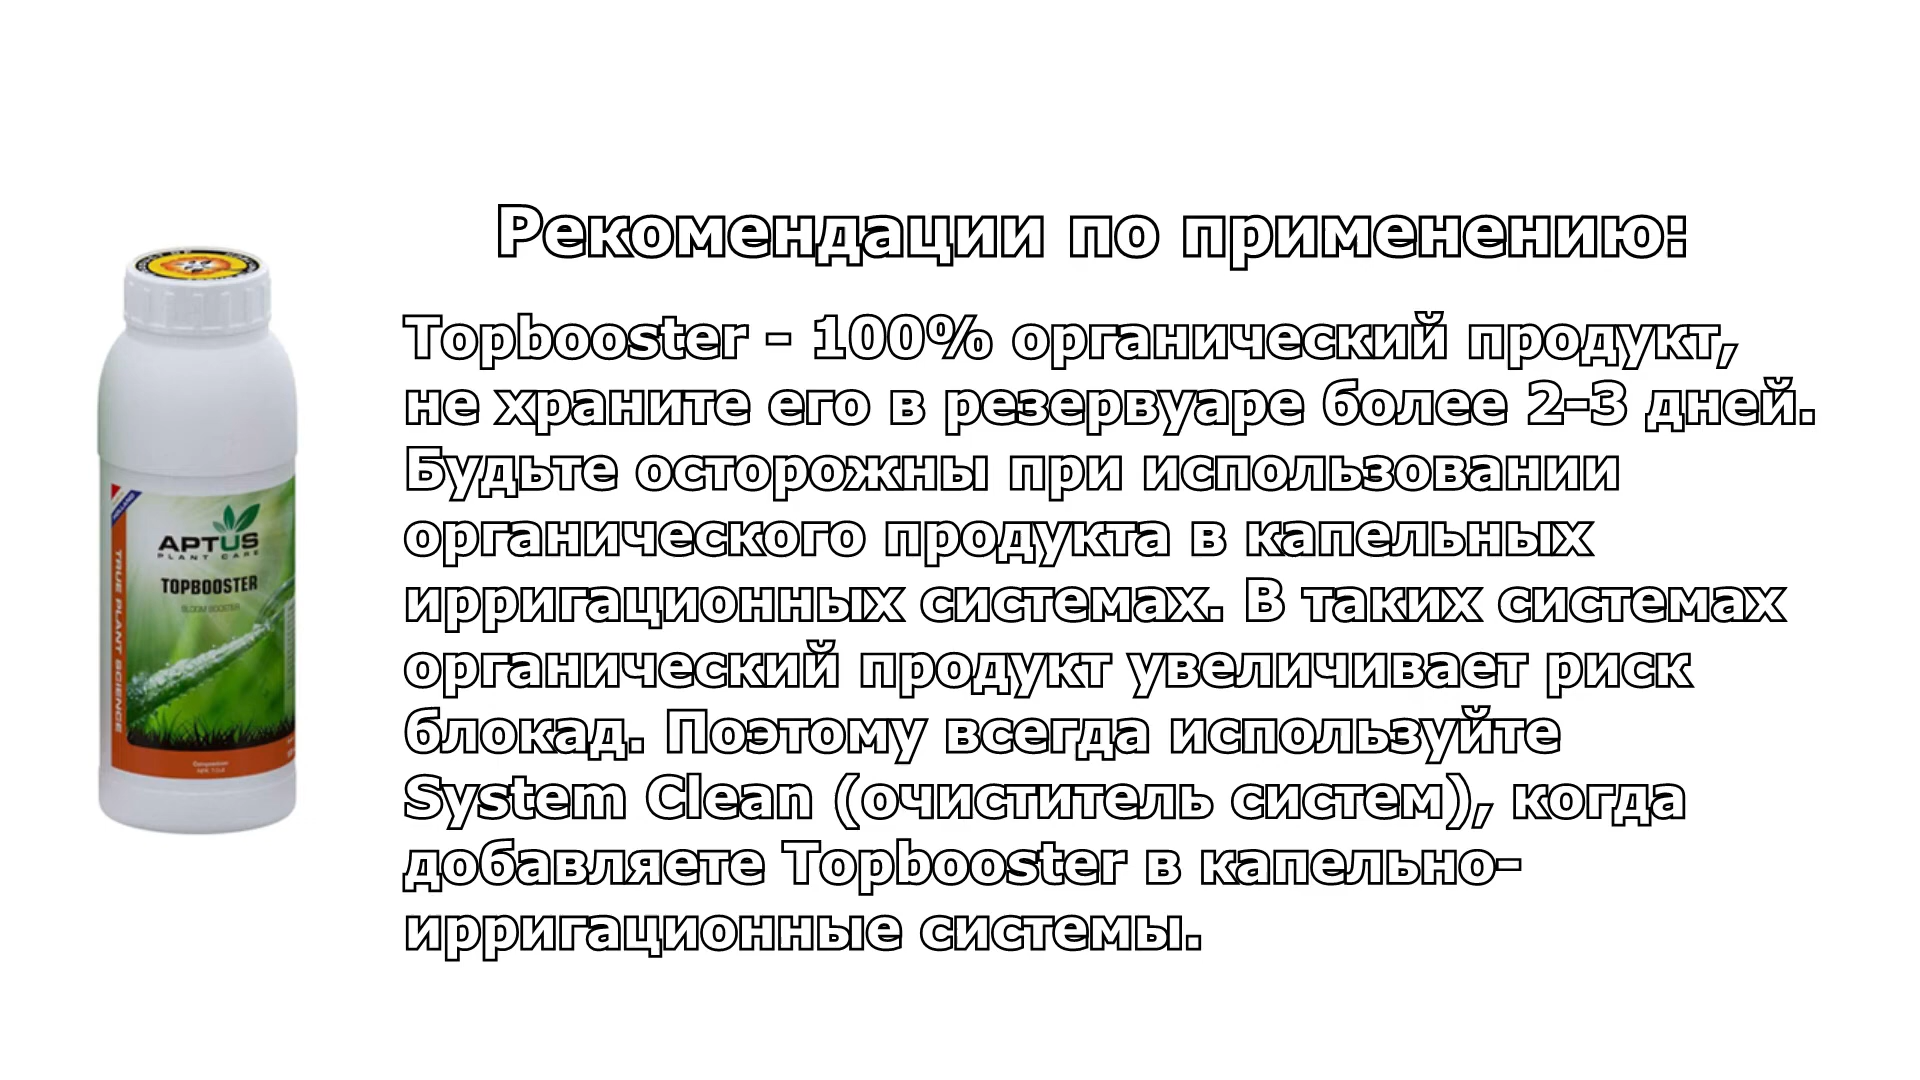 Рекомендации по применению:
Topbooster - 100% органический продукт,
не храните его в резервуаре более 2-3 дней.
Будьте осторожны при использовании
органического продукта в капельных
ирригационных системах. В таких системах
органический продукт увеличивает риск
блокад. Поэтому всегда используйте
System Clean (очиститель систем), когда
добавляете Topbooster в капельно-
ирригационные системы.
APTUS
PLANT CARE
TOPBOOSTER
BLOOM BOOSTER
TRUE PLANT SCIENCE